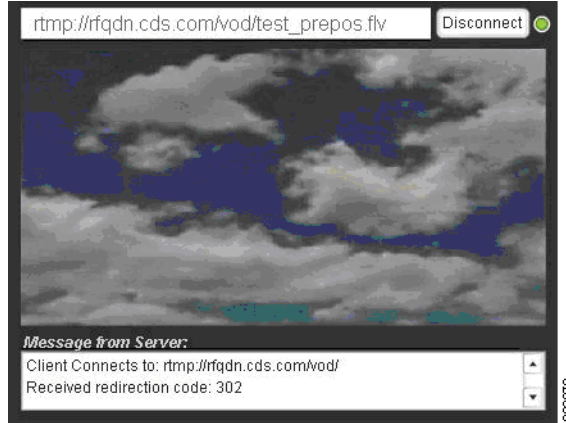 rtmp://rfqdn.cds.com/vod/test_prepos.flv
Disconnect
Message from Server:
Client Connects to: rtmp://rfqdn.cds.com/vod/
Received redirection code: 302